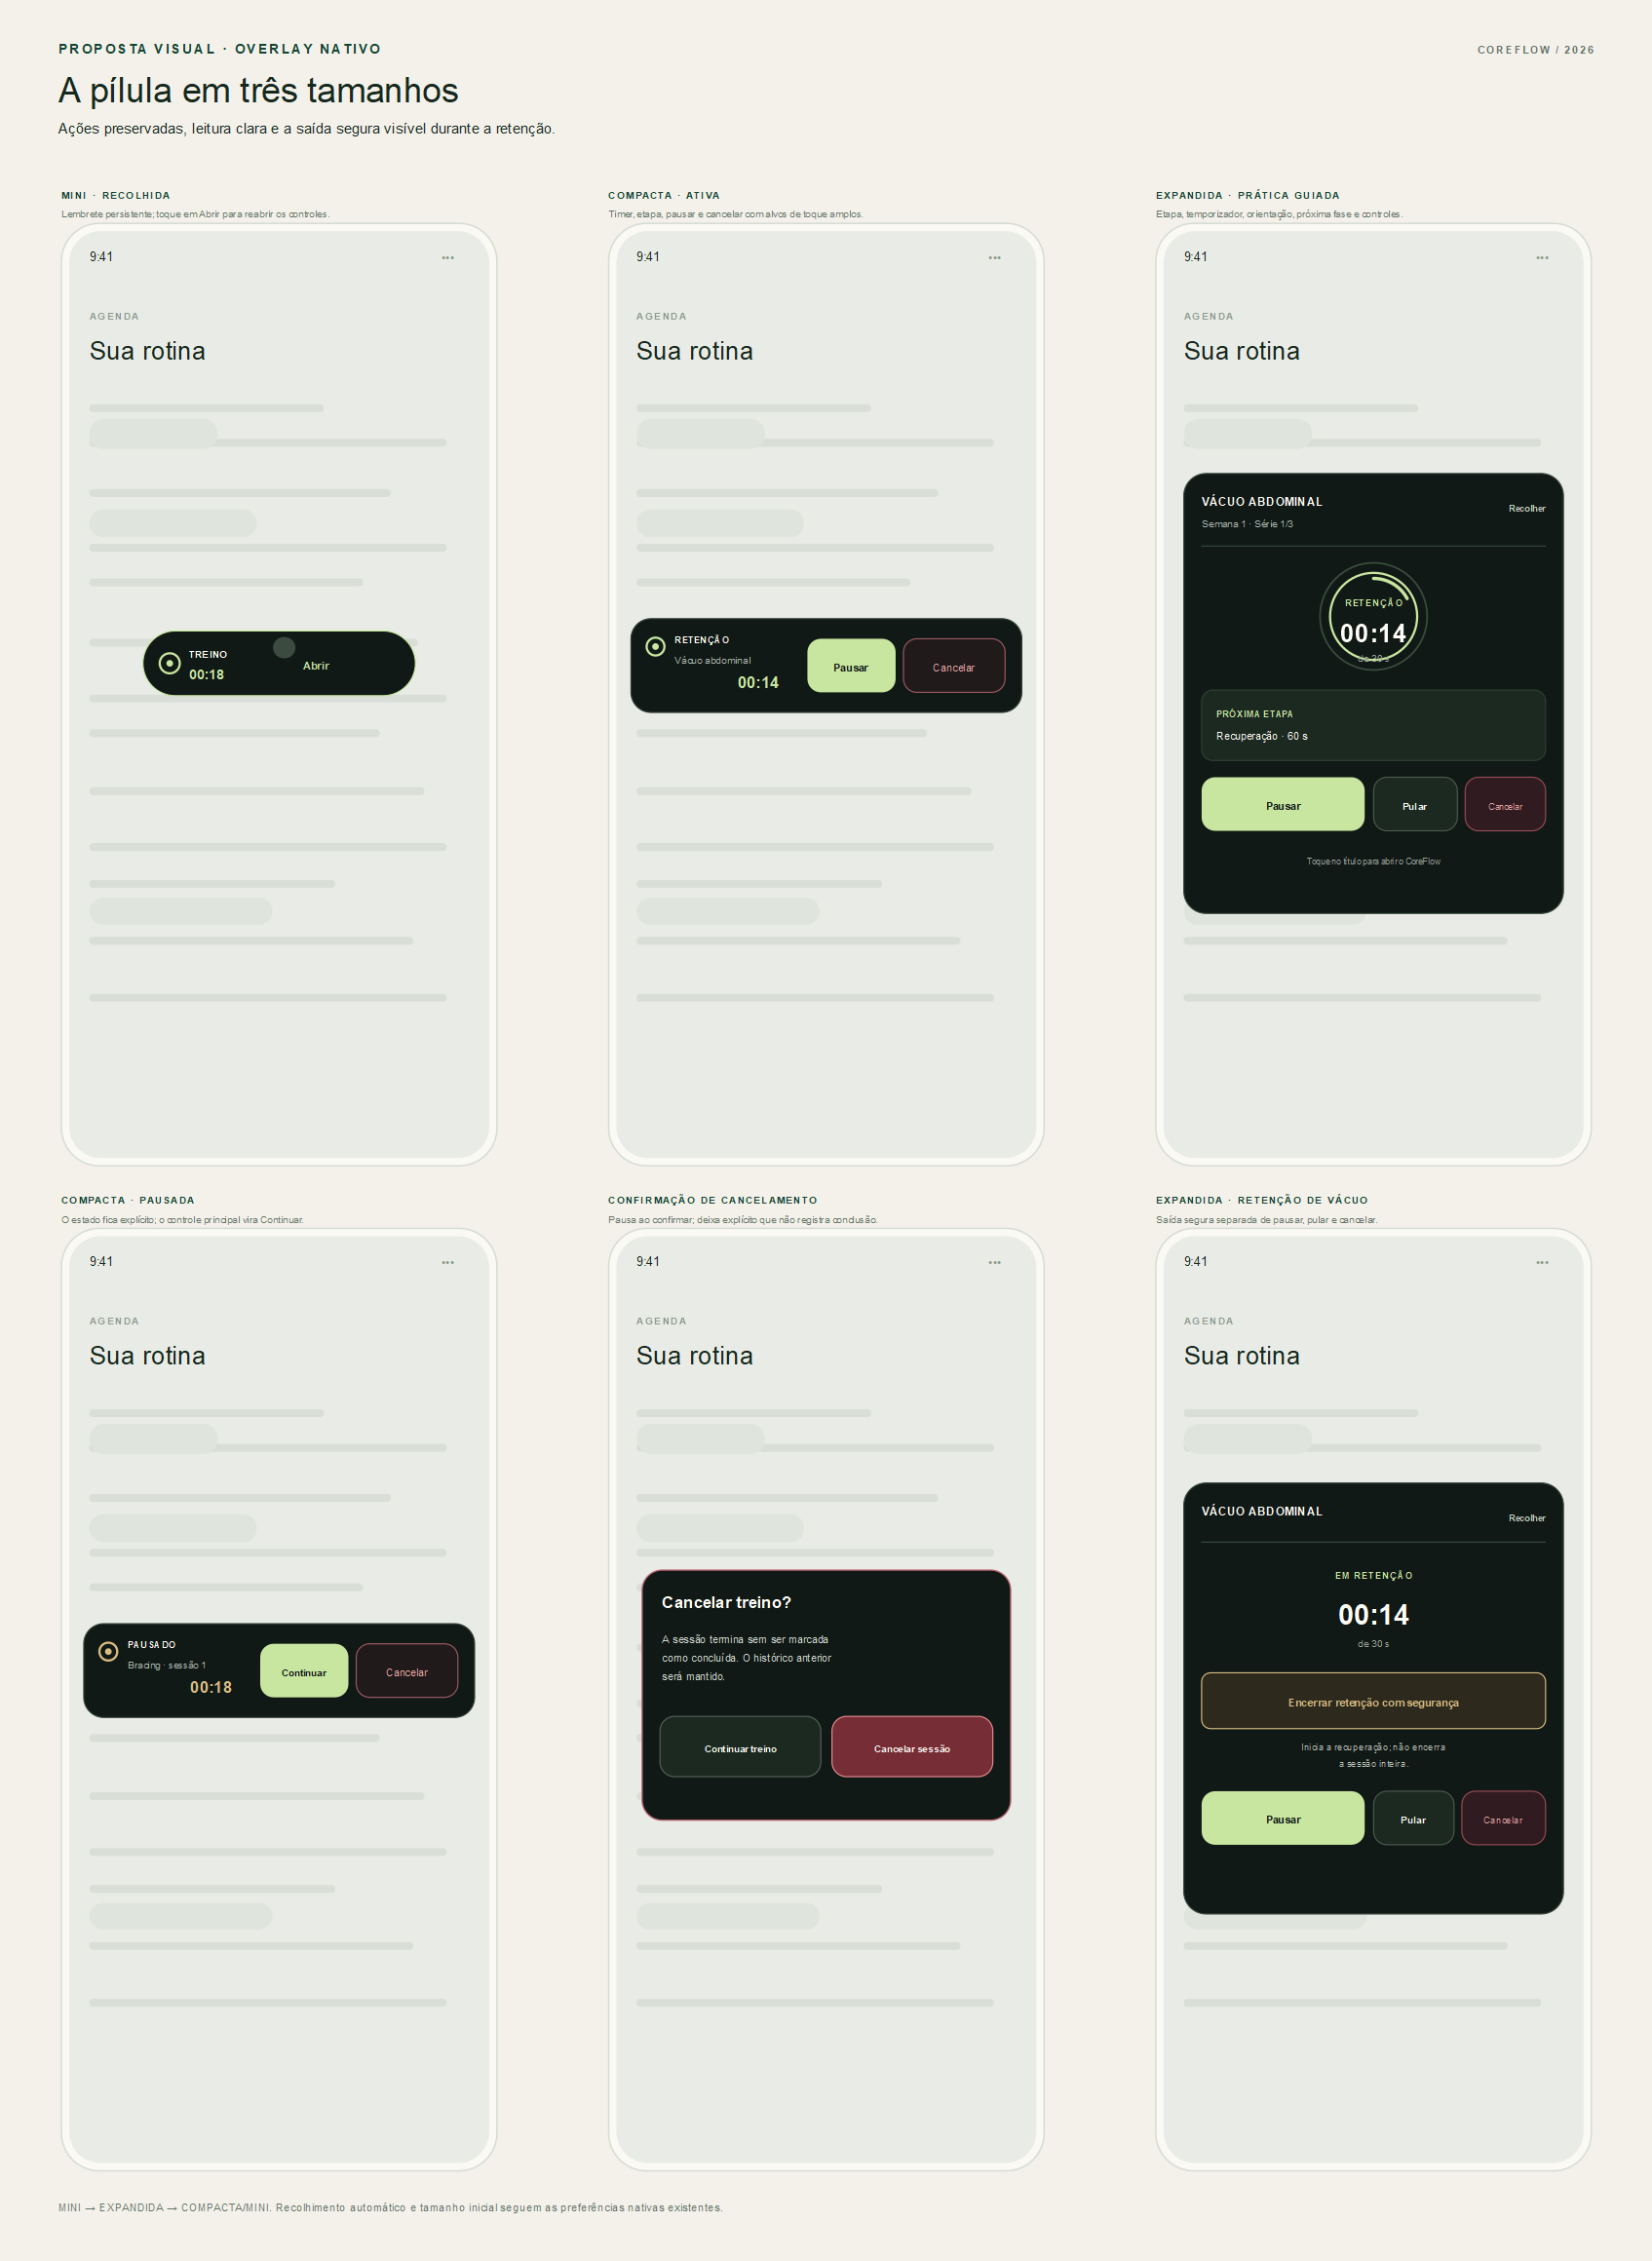 PROPOSTA VISUAL · OVERLAY NATIVO
COREFLOW / 2026
A pílula em três tamanhos
Ações preservadas, leitura clara e a saída segura visível durante a retenção.
MINI · RECOLHIDA
Lembrete persistente; toque em Abrir para reabrir os controles.
9:41
AGENDA
Sua rotina
TREINO
00:18
Abrir
COMPACTA · ATIVA
Timer, etapa, pausar e cancelar com alvos de toque amplos.
9:41
AGENDA
Sua rotina
RETENÇÃO
Vácuo abdominal
00:14
Pausar
Cancelar
EXPANDIDA · PRÁTICA GUIADA
Etapa, temporizador, orientação, próxima fase e controles.
9:41
AGENDA
Sua rotina
VÁCUO ABDOMINAL
Recolher
Semana 1 · Série 1/3
RETENÇÃO
00:14
de 30 s
PRÓXIMA ETAPA
Recuperação · 60 s
Pausar
Pular
Cancelar
Toque no título para abrir o CoreFlow
COMPACTA · PAUSADA
O estado fica explícito; o controle principal vira Continuar.
9:41
AGENDA
Sua rotina
PAUSADO
Bracing · sessão 1
00:18
Continuar
Cancelar
CONFIRMAÇÃO DE CANCELAMENTO
Pausa ao confirmar; deixa explícito que não registra conclusão.
9:41
AGENDA
Sua rotina
Cancelar treino?
A sessão termina sem ser marcada
como concluída. O histórico anterior
será mantido.
Continuar treino
Cancelar sessão
EXPANDIDA · RETENÇÃO DE VÁCUO
Saída segura separada de pausar, pular e cancelar.
9:41
AGENDA
Sua rotina
VÁCUO ABDOMINAL
Recolher
EM RETENÇÃO
00:14
de 30 s
Encerrar retenção com segurança
Inicia a recuperação; não encerra
a sessão inteira.
Pausar
Pular
Cancelar
MINI → EXPANDIDA → COMPACTA/MINI. Recolhimento automático e tamanho inicial seguem as preferências nativas existentes.